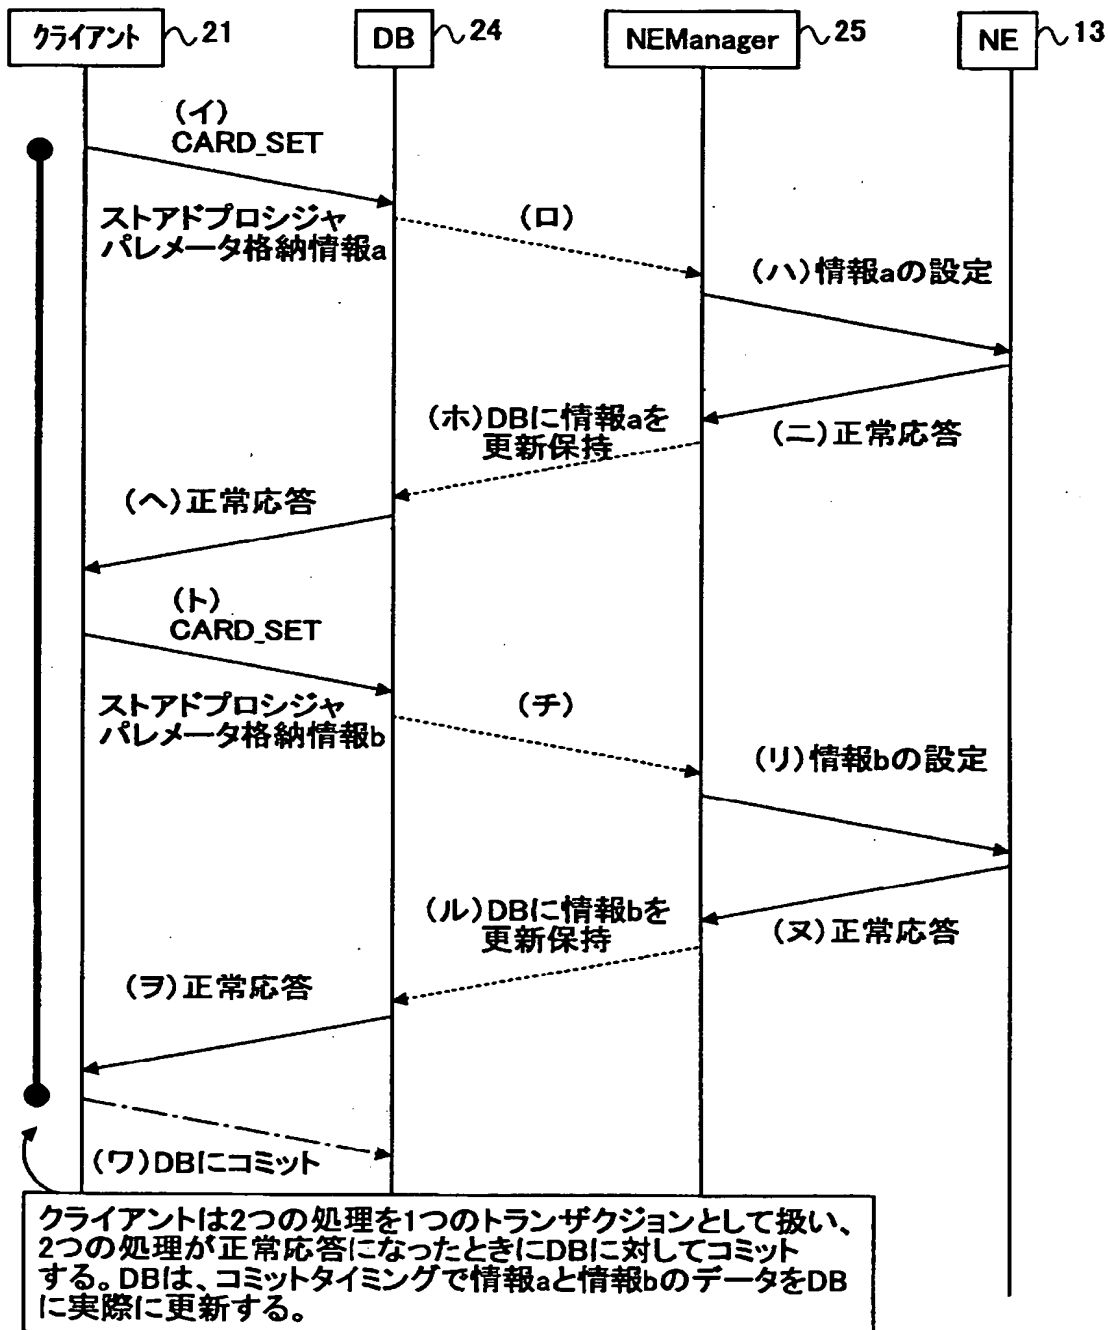 クライアント 21
DB 24
NEManager 25
NE 13
(イ)
CARD_SET
ストアドプロシジャ
パレメータ格納情報a
(ロ)
(ハ)情報aの設定
(ニ)正常応答
(ホ)DBに情報aを
更新保持
(ヘ)正常応答
(ト)
CARD_SET
ストアドプロシジャ
パレメータ格納情報b
(チ)
(リ)情報bの設定
(ヌ)正常応答
(ル)DBに情報bを
更新保持
(ヲ)正常応答
(ワ)DBにコミット
クライアントは2つの処理を1つのトランザクジョンとして扱い、
2つの処理が正常応答になったときにDBに対してコミット
する。DBは、コミットタイミングで情報aと情報bのデータをDB
に実際に更新する。